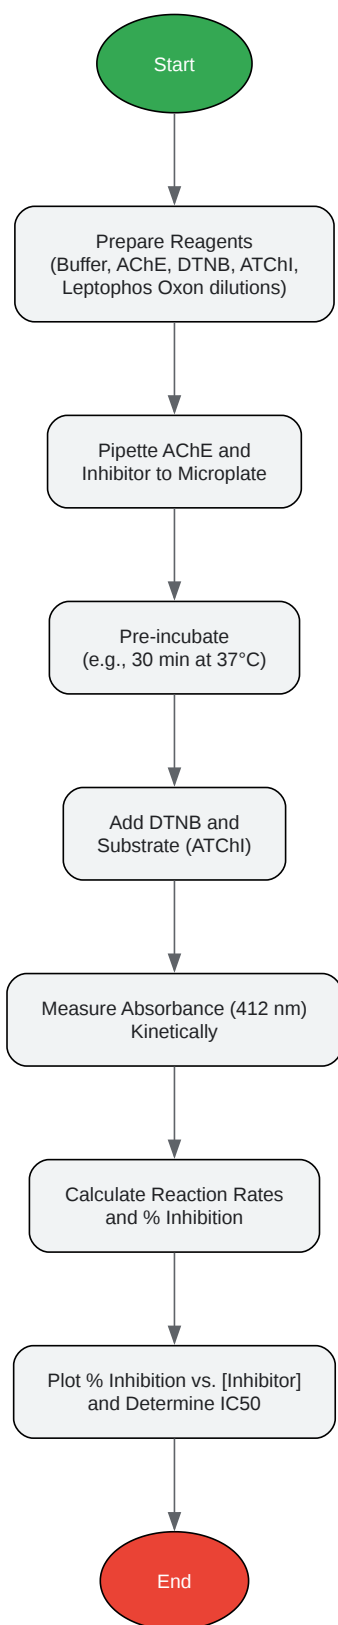 Start
Prepare Reagents
(Buffer, AChE, DTNB, ATChI,
Leptophos Oxon dilutions)
Pipette AChE and
Inhibitor to Microplate
Pre-incubate
(e.g., 30 min at 37°C)
Add DTNB and
Substrate (ATChI)
Measure Absorbance (412 nm)
Kinetically
Calculate Reaction Rates
and % Inhibition
Plot % Inhibition vs. [Inhibitor]
and Determine IC50
End